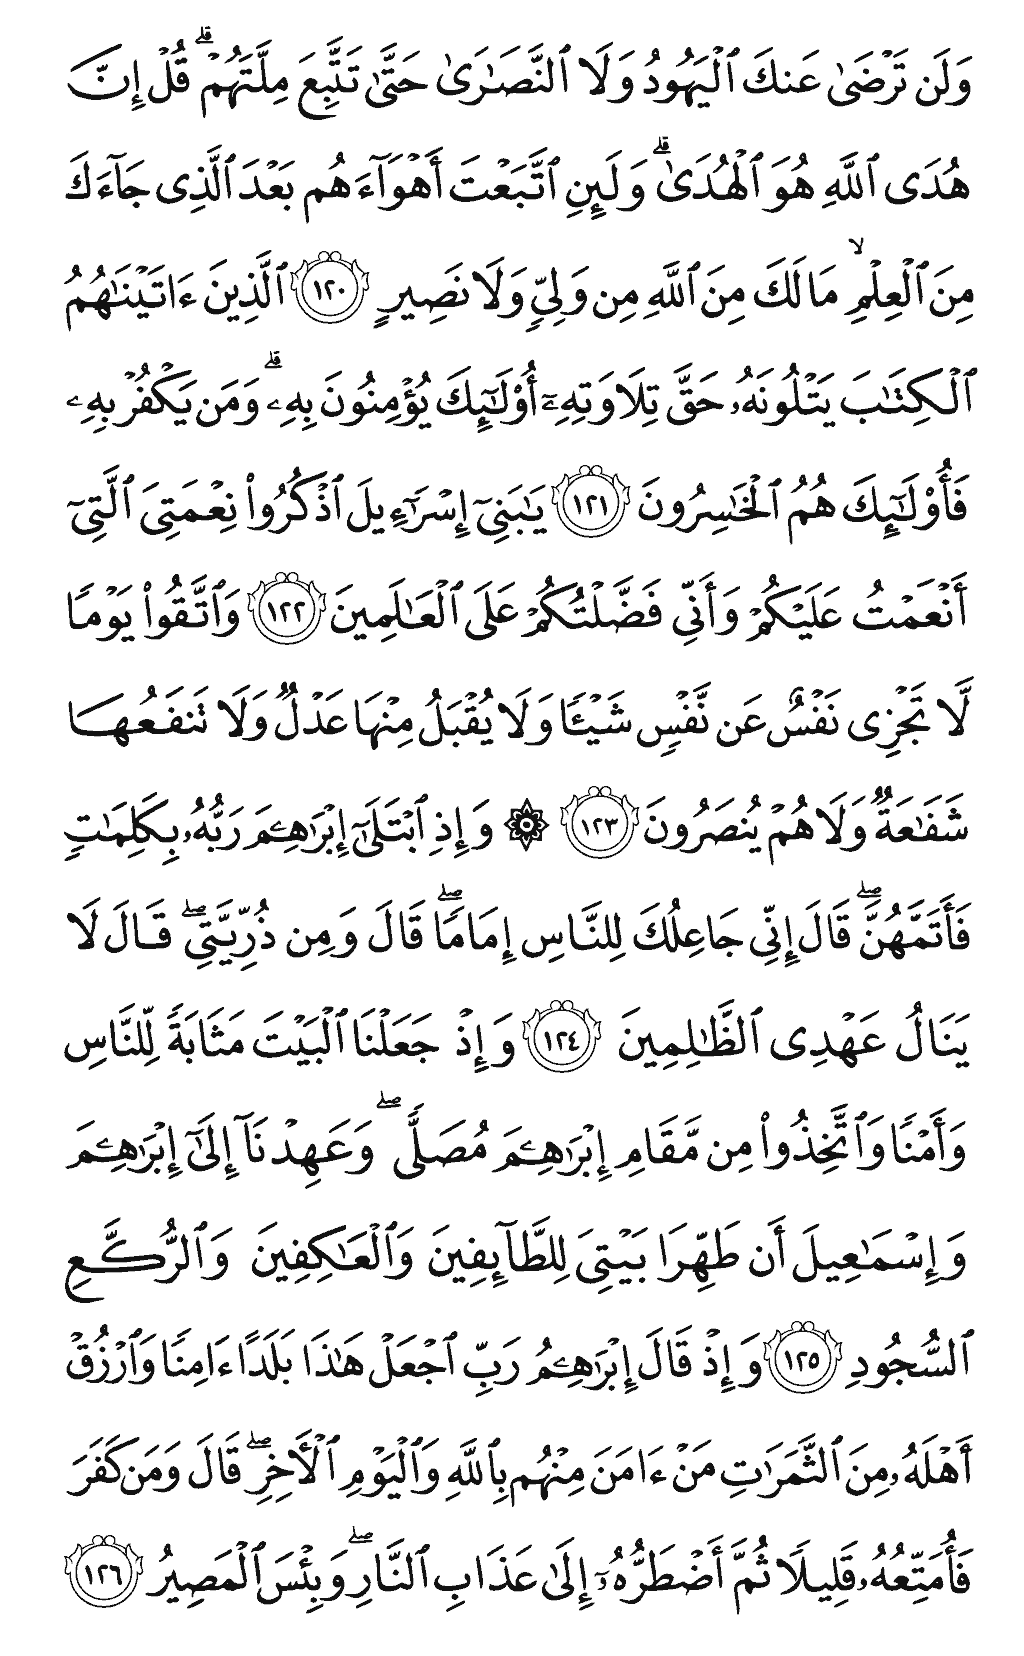 وَلَن تَرْضَىٰ عَنكَ ٱلْيَهُودُ وَلَا ٱلنَّصَـٰرَىٰ حَتَّىٰ تَتَّبِعَ مِلَّتَهُمْ ۗ قُلْ إِنَّ
هُدَى ٱللَّهِ هُوَ ٱلْهُدَىٰ ۗ وَلَئِنِ ٱتَّبَعْتَ أَهْوَآءَهُم بَعْدَ ٱلَّذِى جَآءَكَ
مِنَ ٱلْعِلْمِ ۙ مَا لَكَ مِنَ ٱللَّهِ مِن وَلِىٍّ وَلَا نَصِيرٍ ١٢٠ ٱلَّذِينَ ءَاتَيْنَـٰهُمُ
ٱلْكِتَـٰبَ يَتْلُونَهُۥ حَقَّ تِلَاوَتِهِۦٓ أُو۟لَـٰٓئِكَ يُؤْمِنُونَ بِهِۦ ۗ وَمَن يَكْفُرْ بِهِۦ
فَأُو۟لَـٰٓئِكَ هُمُ ٱلْخَـٰسِرُونَ ١٢١ يَـٰبَنِىٓ إِسْرَٰٓءِيلَ ٱذْكُرُوا۟ نِعْمَتِىَ ٱلَّتِىٓ
أَنْعَمْتُ عَلَيْكُمْ وَأَنِّى فَضَّلْتُكُمْ عَلَى ٱلْعَـٰلَمِينَ ١٢٢ وَٱتَّقُوا۟ يَوْمًا
لَّا تَجْزِى نَفْسٌ عَن نَّفْسٍ شَيْـًٔا وَلَا يُقْبَلُ مِنْهَا عَدْلٌ وَلَا تَنفَعُهَا
شَفَـٰعَةٌ وَلَا هُمْ يُنصَرُونَ ١٢٣ ۞ وَإِذِ ٱبْتَلَىٰٓ إِبْرَٰهِـۧمَ رَبُّهُۥ بِكَلِمَـٰتٍ
فَأَتَمَّهُنَّ ۖ قَالَ إِنِّى جَاعِلُكَ لِلنَّاسِ إِمَامًا ۖ قَالَ وَمِن ذُرِّيَّتِى ۖ قَالَ لَا
يَنَالُ عَهْدِى ٱلظَّـٰلِمِينَ ١٢٤ وَإِذْ جَعَلْنَا ٱلْبَيْتَ مَثَابَةً لِّلنَّاسِ
وَأَمْنًا وَٱتَّخِذُوا۟ مِن مَّقَامِ إِبْرَٰهِـۧمَ مُصَلًّى ۖ وَعَهِدْنَآ إِلَىٰٓ إِبْرَٰهِـۧمَ
وَإِسْمَـٰعِيلَ أَن طَهِّرَا بَيْتِىَ لِلطَّآئِفِينَ وَٱلْعَـٰكِفِينَ وَٱلرُّكَّعِ
ٱلسُّجُودِ ١٢٥ وَإِذْ قَالَ إِبْرَٰهِـۧمُ رَبِّ ٱجْعَلْ هَـٰذَا بَلَدًا ءَامِنًا وَٱرْزُقْ
أَهْلَهُۥ مِنَ ٱلثَّمَرَٰتِ مَنْ ءَامَنَ مِنْهُم بِٱللَّهِ وَٱلْيَوْمِ ٱلْـَٔاخِرِ ۖ قَالَ وَمَن كَفَرَ
فَأُمَتِّعُهُۥ قَلِيلًا ثُمَّ أَضْطَرُّهُۥٓ إِلَىٰ عَذَابِ ٱلنَّارِ ۖ وَبِئْسَ ٱلْمَصِيرُ ١٢٦